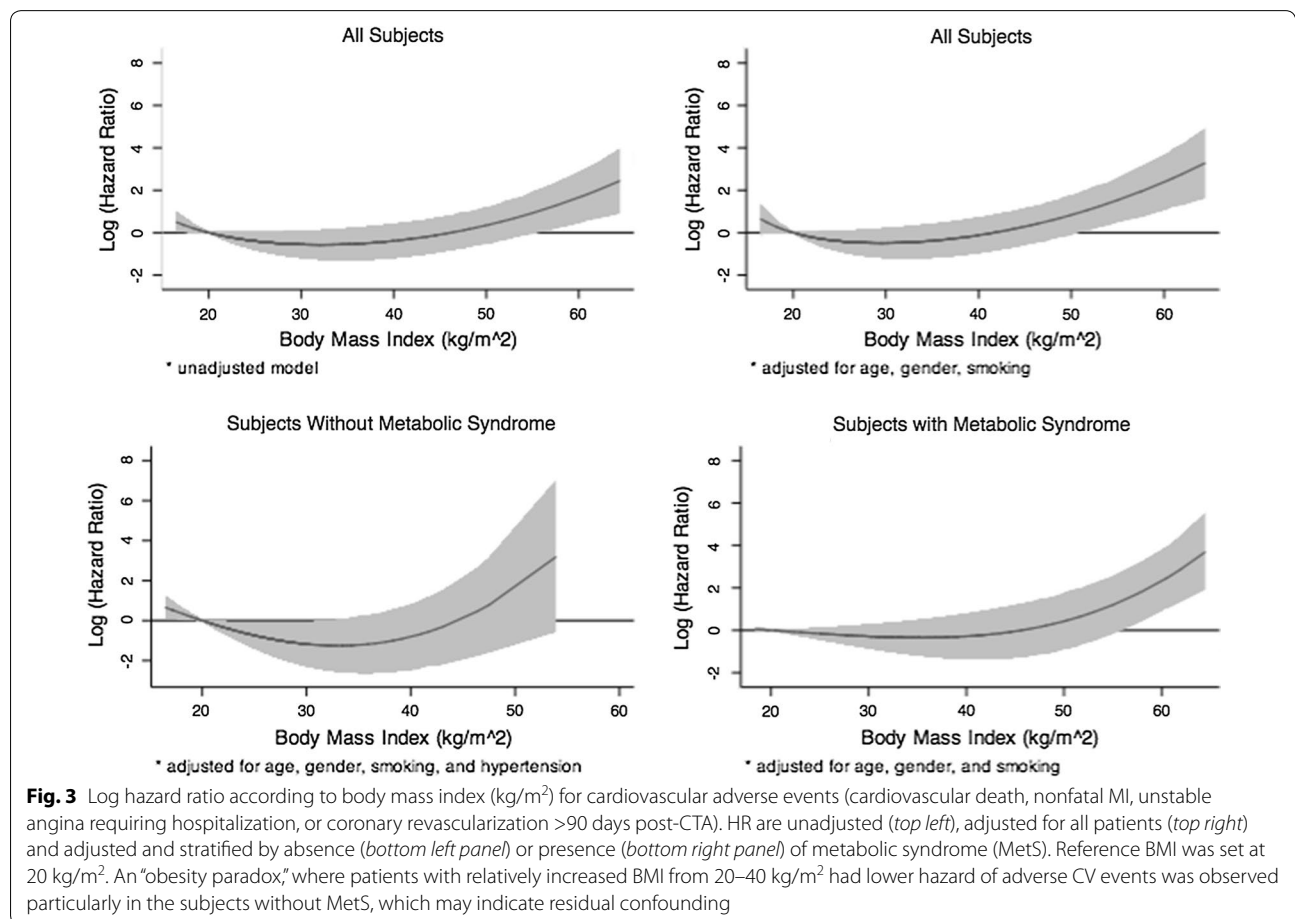 All Subjects
Log (Hazard Ratio)
8
6
4
2
0
-2
20
30
40
50
60
Body Mass Index (kg/m^2)
* unadjusted model
All Subjects
Log (Hazard Ratio)
8
6
4
2
0
-2
20
30
40
50
60
Body Mass Index (kg/m^2)
* adjusted for age, gender, smoking
Subjects Without Metabolic Syndrome
Log (Hazard Ratio)
8
6
4
2
0
-2
20
30
40
50
60
Body Mass Index (kg/m^2)
* adjusted for age, gender, smoking, and hypertension
Subjects with Metabolic Syndrome
Log (Hazard Ratio)
8
6
4
2
0
-2
20
30
40
50
60
Body Mass Index (kg/m^2)
* adjusted for age, gender, and smoking
Fig. 3 Log hazard ratio according to body mass index (kg/m²) for cardiovascular adverse events (cardiovascular death, nonfatal MI, unstable
angina requiring hospitalization, or coronary revascularization >90 days post-CTA). HR are unadjusted (top left), adjusted for all patients (top right)
and adjusted and stratified by absence (bottom left panel) or presence (bottom right panel) of metabolic syndrome (MetS). Reference BMI was set at
20 kg/m². An “obesity paradox,” where patients with relatively increased BMI from 20–40 kg/m² had lower hazard of adverse CV events was observed
particularly in the subjects without MetS, which may indicate residual confounding